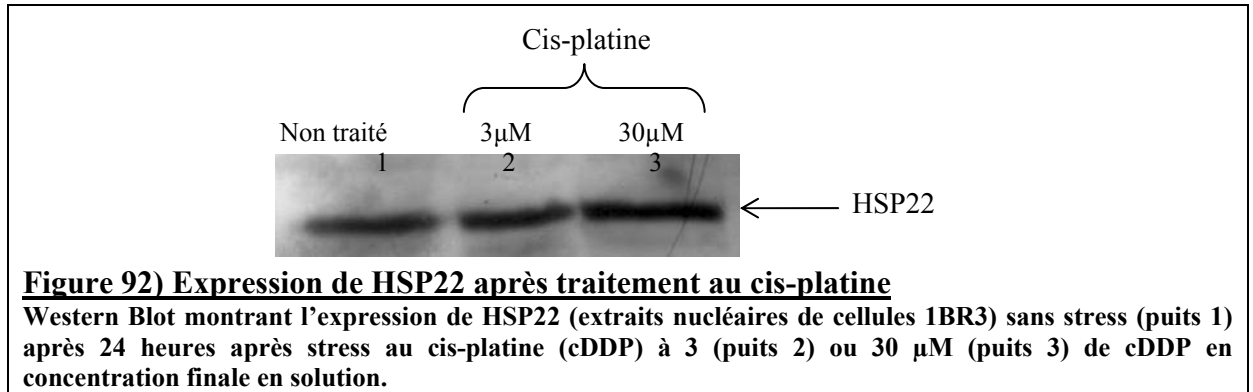 Cis-platine
Non traité 3µM 30µM
1 2 3
HSP22
Figure 92) Expression de HSP22 après traitement au cis-platine
Western Blot montrant l'expression de HSP22 (extraits nucléaires de cellules 1BR3) sans stress (puits 1)
après 24 heures après stress au cis-platine (cDDP) à 3 (puits 2) ou 30 µM (puits 3) de cDDP en
concentration finale en solution.